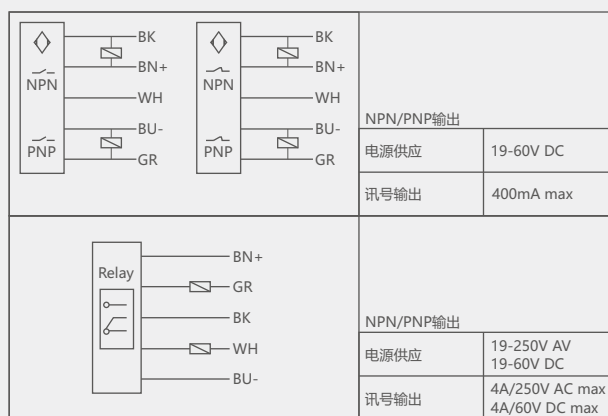 BK
BN+
NPN
WH
BU-
PNP
GR
BK
BN+
NPN
WH
BU-
PNP
GR
NPN/PNP输出
电源供应 19-60V DC
讯号输出 400mA max
BN+
Relay
GR
BK
WH
BU-
NPN/PNP输出
电源供应 19-250V AV
19-60V DC
讯号输出 4A/250V AC max
4A/60V DC max